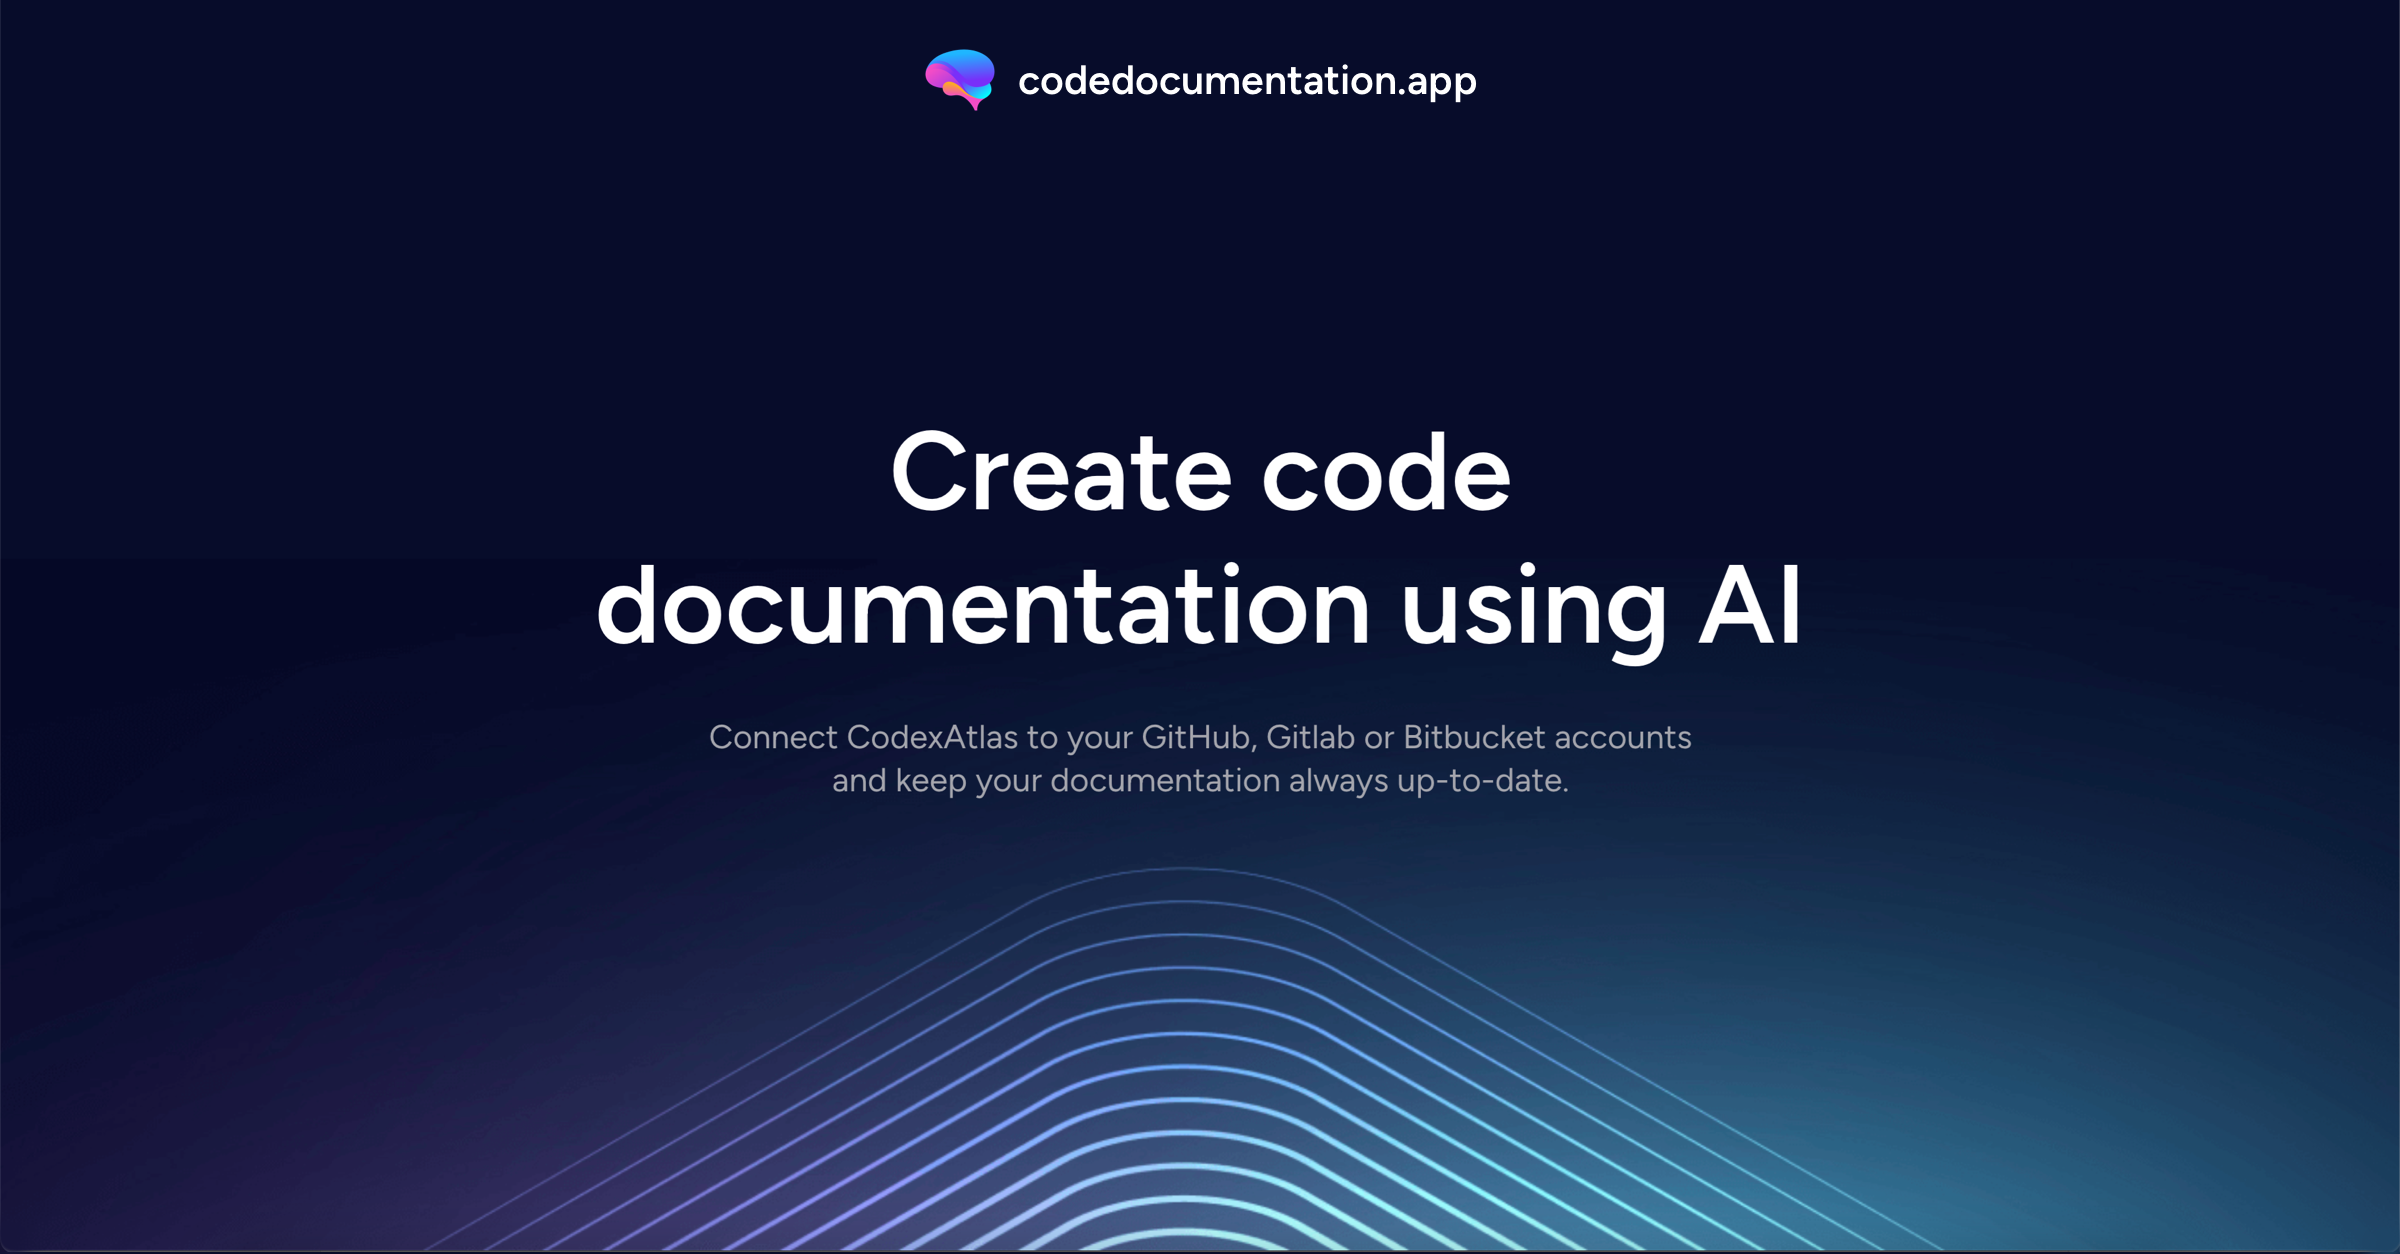 codedocumentation.app
Create code
documentation using AI
Connect CodexAtlas to your GitHub, Gitlab or Bitbucket accounts
and keep your documentation always up-to-date.